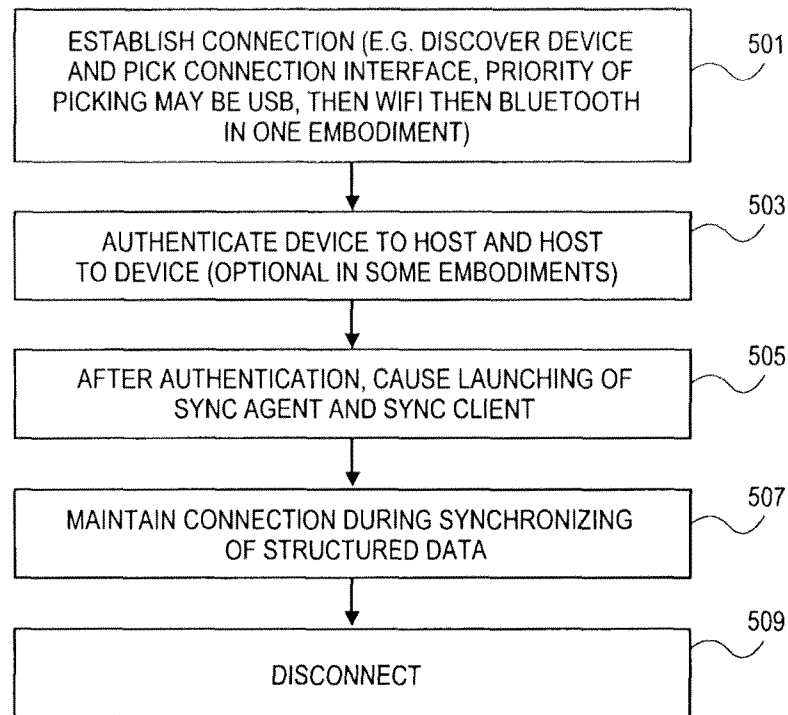 ESTABLISH CONNECTION (E.G. DISCOVER DEVICE
AND PICK CONNECTION INTERFACE, PRIORITY OF
PICKING MAY BE USB, THEN WIFI THEN BLUETOOTH
IN ONE EMBODIMENT)
501
AUTHENTICATE DEVICE TO HOST AND HOST
TO DEVICE (OPTIONAL IN SOME EMBODIMENTS)
503
AFTER AUTHENTICATION, CAUSE LAUNCHING OF
SYNC AGENT AND SYNC CLIENT
505
MAINTAIN CONNECTION DURING SYNCHRONIZING
OF STRUCTURED DATA
507
DISCONNECT
509